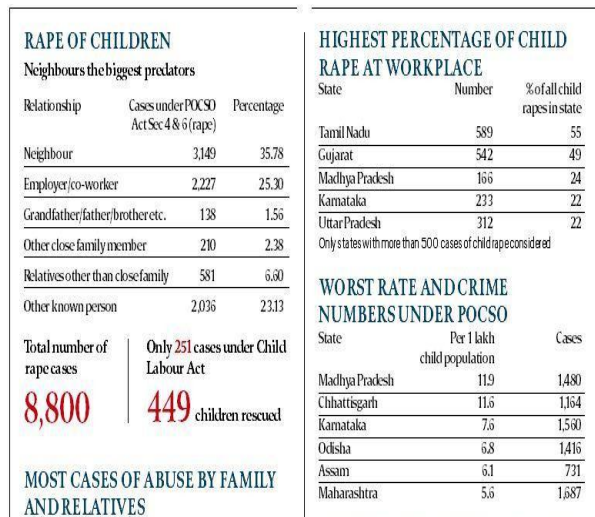 RAPE OF CHILDREN
Neighbours the biggest predators
Relationship Cases under POCSO Percentage
Act Sec 4 & 6 (rape)
Neighbour 3,149 35.78
Employer/co-worker 2,227 25.30
Grandfather/father/brother etc. 138 1.56
Other close family member 210 2.38
Relatives other than close family 581 6.60
Other known person 2,036 23.13
Total number of
rape cases
8,800
Only 251 cases under Child
Labour Act
449 children rescued
MOST CASES OF ABUSE BY FAMILY
AND RELATIVES
HIGHEST PERCENTAGE OF CHILD
RAPE AT WORKPLACE
State Number % of all child
rapes in state
Tamil Nadu 589 55
Gujarat 542 49
Madhya Pradesh 166 24
Karnataka 233 22
Uttar Pradesh 312 22
Only states with more than 500 cases of child rape considered
WORST RATE AND CRIME
NUMBERS UNDER POCSO
State Per 1 lakh Cases
child population
Madhya Pradesh 11.9 1,480
Chhattisgarh 11.6 1,164
Karnataka 7.6 1,560
Odisha 6.8 1,416
Assam 6.1 731
Maharashtra 5.6 1,687